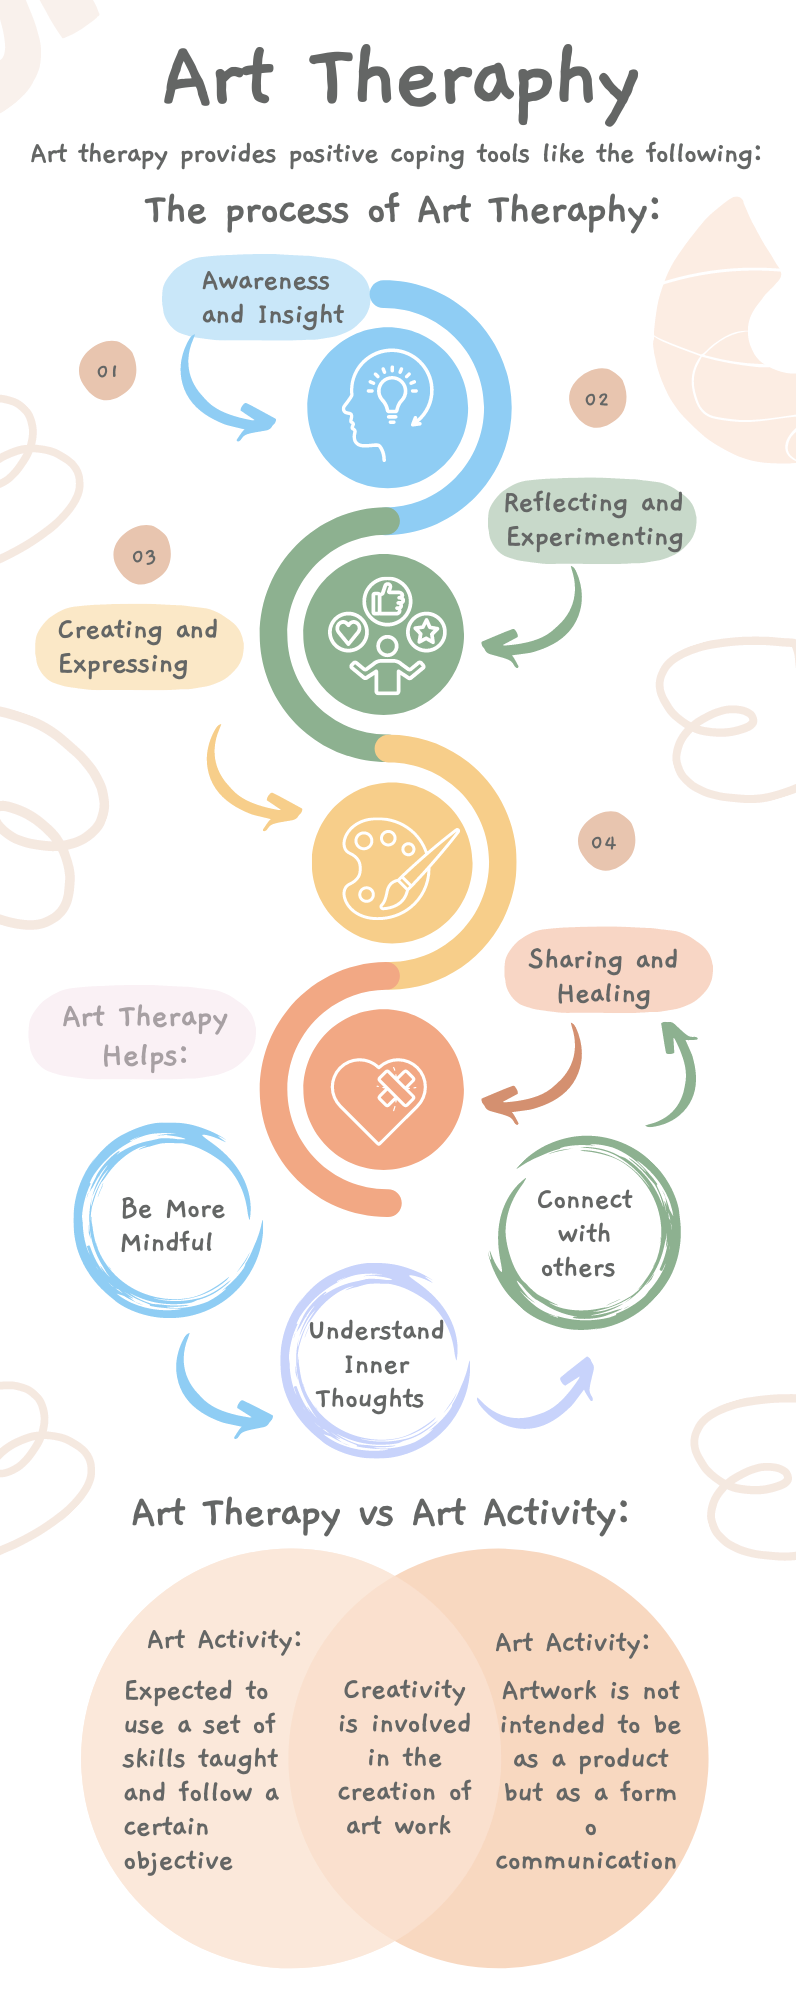 Art Theraphy
Art therapy provides positive coping tools like the following:
The process of Art Theraphy:
Awareness
and Insight
01
02
Reflecting and
Experimenting
03
Creating and
Expressing
04
Sharing and
Healing
Art Therapy
Helps:
Be More
Mindful
Understand
Inner
Thoughts
Connect
with
others
Art Therapy vs Art Activity:
Art Activity:
Expected to
use a set of
skills taught
and follow a
certain
objective
Creativity
is involved
in the
creation of
art work
Art Activity:
Artwork is not
intended to be
as a product
but as a form
o
communication